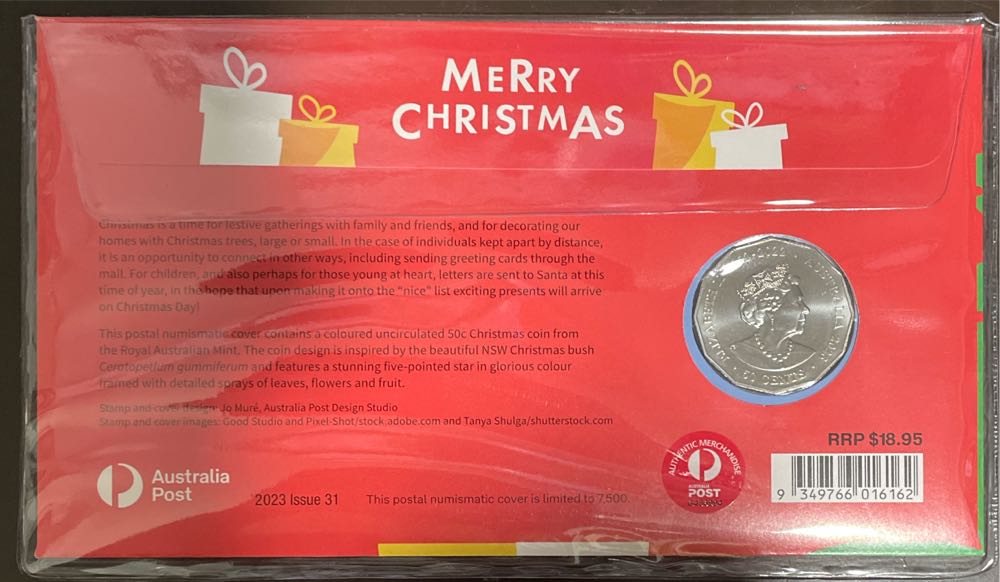 MERRY
CHRISTMAS
Christmas is a time for festive gatherings with family and friends, and for decorating our
homes with Christmas trees, large or small. In the case of individuals kept apart by distance,
it is an opportunity to connect in other ways, including sending greeting cards through the
mail. For children, and also perhaps for those young at heart, letters are sent to Santa at this
time of year, in the hope that upon making it onto the “nice” list exciting presents will arrive
on Christmas Day!
This postal numismatic cover contains a coloured uncirculated 50c Christmas coin from
the Royal Australian Mint. The coin design is inspired by the beautiful NSW Christmas bush
Ceratopetlum gummiferum and features a stunning five-pointed star in glorious colour
framed with detailed sprays of leaves, flowers and fruit.
Stamp and cover design: Jo Muré, Australia Post Design Studio
Stamp and cover images: Good Studio and Pixel-Shot/stock.adobe.com and Tanya Shulga/shutterstock.com
AUSTRALIA 2023
50 CENTS
RRP $18.95
AUTHENTIC MERCHANDISE
AUSTRALIA
POST
9 349766 016162
Australia
Post
2023 Issue 31
This postal numismatic cover is limited to 7,500.